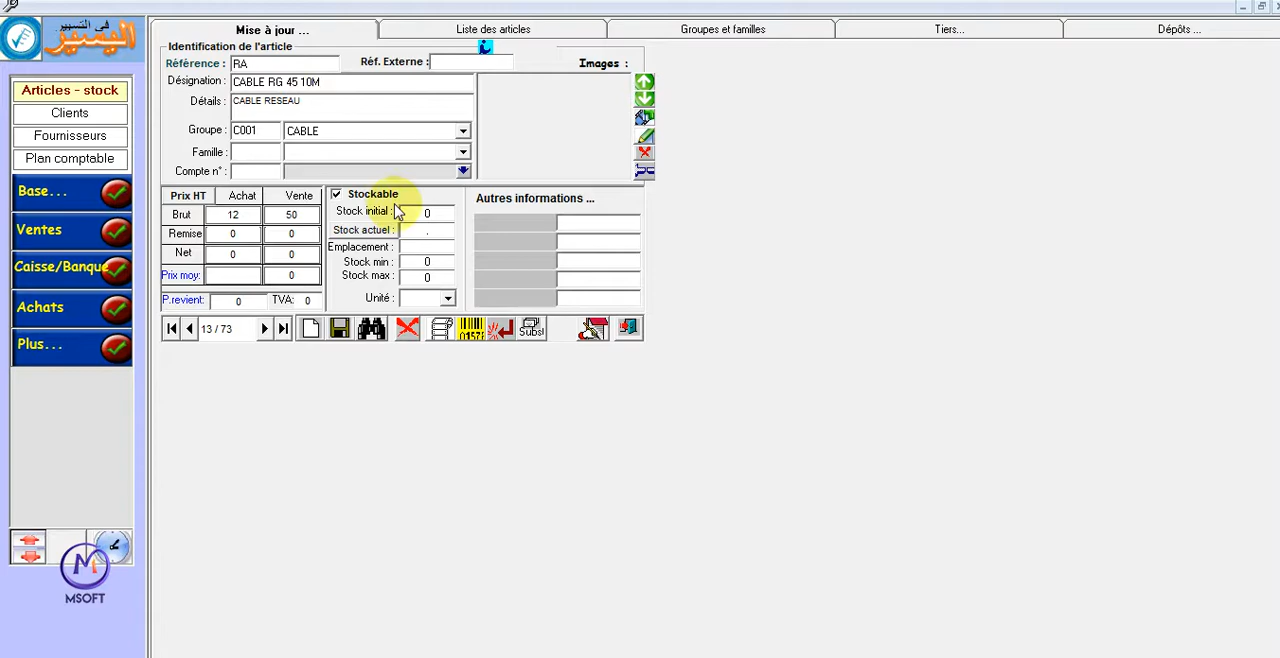 Mise à jour ...
Liste des articles
Groupes et familles
Tiers...
Dépôts ...
في التسيير
اليسير
Articles - stock
Clients
Fournisseurs
Plan comptable
Base...
Ventes
Caisse/Banque
Achats
Plus...
MSOFT
Identification de l'article
Référence : RA
Réf. Externe :
Images :
Désignation : CABLE RG 45 10M
Détails : CABLE RESEAU
Groupe : C001 CABLE
Famille :
Compte n° :
Prix HT Achat Vente
Brut 12 50
Remise 0 0
Net 0 0
Prix moy: 0
P.revient: 0 TVA: 0
Stockable
Stock initial : 0
Stock actuel : .
Emplacement :
Stock min : 0
Stock max : 0
Unité :
Autres informations ...
13 / 73
Subst